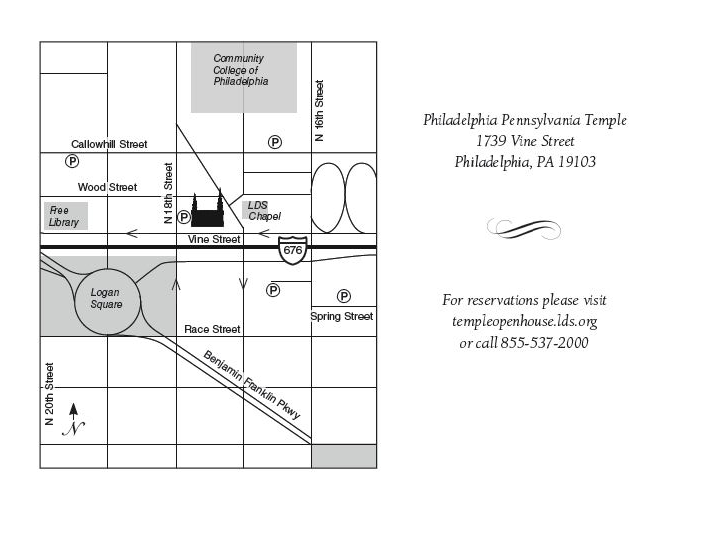 Community
College of
Philadelphia
N 16th Street
P
Callowhill Street
P
Wood Street
N 18th Street
Free
Library
P
LDS
Chapel
Vine Street
676
Logan
Square
P
P
Spring Street
Race Street
Benjamin Franklin Pkwy
N 20th Street
N
Philadelphia Pennsylvania Temple
1739 Vine Street
Philadelphia, PA 19103
For reservations please visit
templeopenhouse.lds.org
or call 855-537-2000